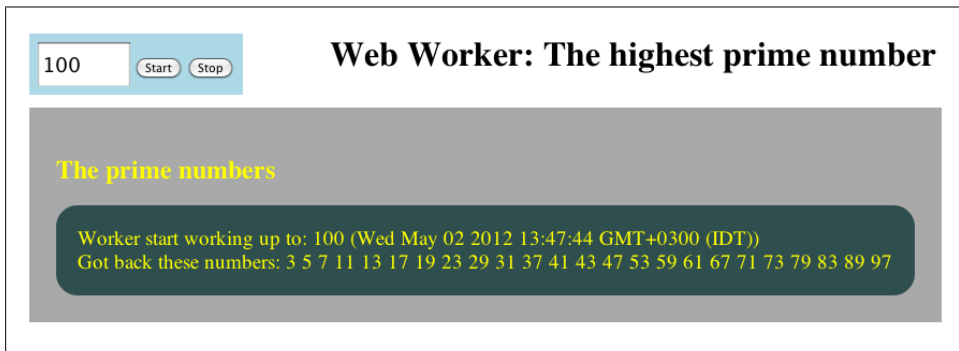 100 Start Stop
Web Worker: The highest prime number
The prime numbers
Worker start working up to: 100 (Wed May 02 2012 13:47:44 GMT+0300 (IDT))
Got back these numbers: 3 5 7 11 13 17 19 23 29 31 37 41 43 47 53 59 61 67 71 73 79 83 89 97